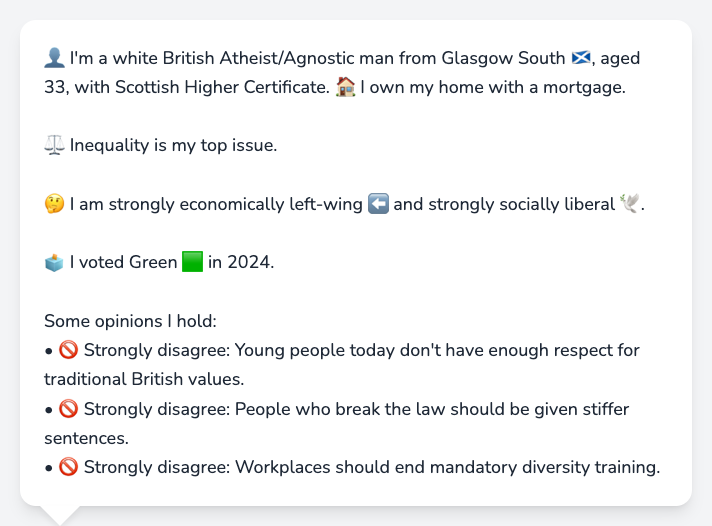 👤 I'm a white British Atheist/Agnostic man from Glasgow South 🏴󠁧󠁢󠁳󠁣󠁴󠁿, aged
33, with Scottish Higher Certificate. 🏠 I own my home with a mortgage.
⚖️ Inequality is my top issue.
🤔 I am strongly economically left-wing ⬅️ and strongly socially liberal 🕊️.
🗳️ I voted Green 🟩 in 2024.
Some opinions I hold:
• 🚫 Strongly disagree: Young people today don't have enough respect for
traditional British values.
• 🚫 Strongly disagree: People who break the law should be given stiffer
sentences.
• 🚫 Strongly disagree: Workplaces should end mandatory diversity training.